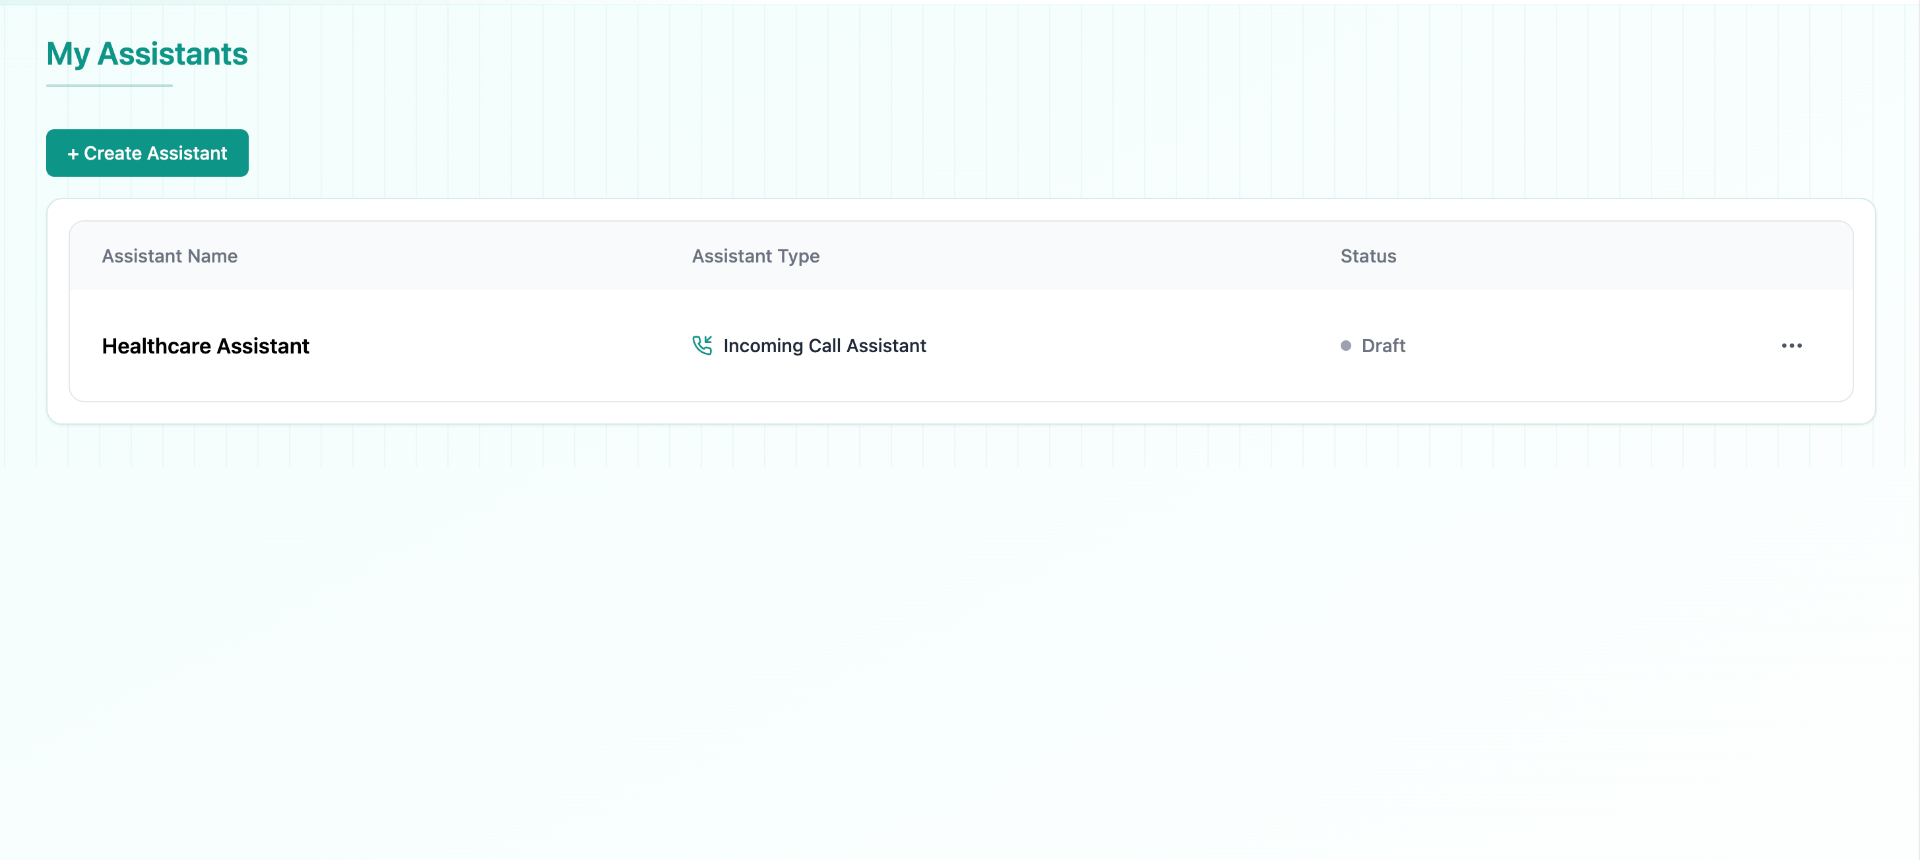 My Assistants
+ Create Assistant
Assistant Name Assistant Type Status
Healthcare Assistant Incoming Call Assistant Draft